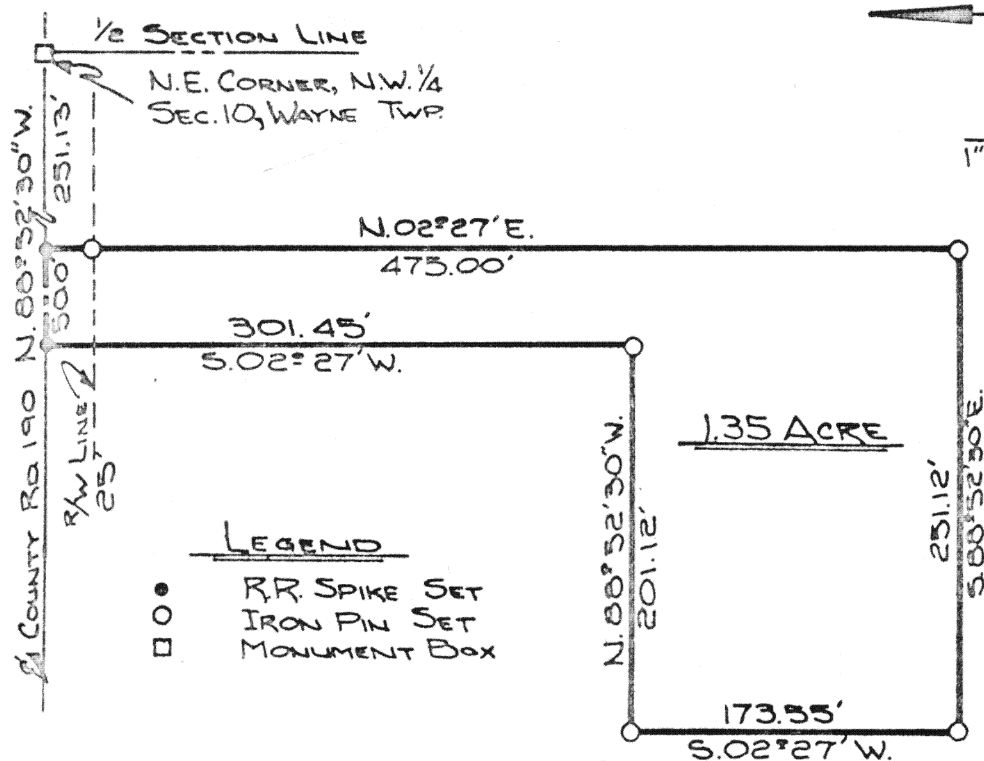 1/2 SECTION LINE
N.E. CORNER, N.W. 1/4
SEC. 10, WAYNE TWP.
1"
N. 88° 52' 30" W.
251.13'
N. 02° 27' E.
475.00'
50.0'
301.45'
S. 02° 27' W.
℄ COUNTY RD 190
R/W LINE
25'
1.35 ACRE
N. 88° 52' 30" W.
201.12'
251.12'
S. 88° 52' 30" E.
LEGEND
R.R. SPIKE SET
IRON PIN SET
MONUMENT BOX
173.55'
S. 02° 27' W.